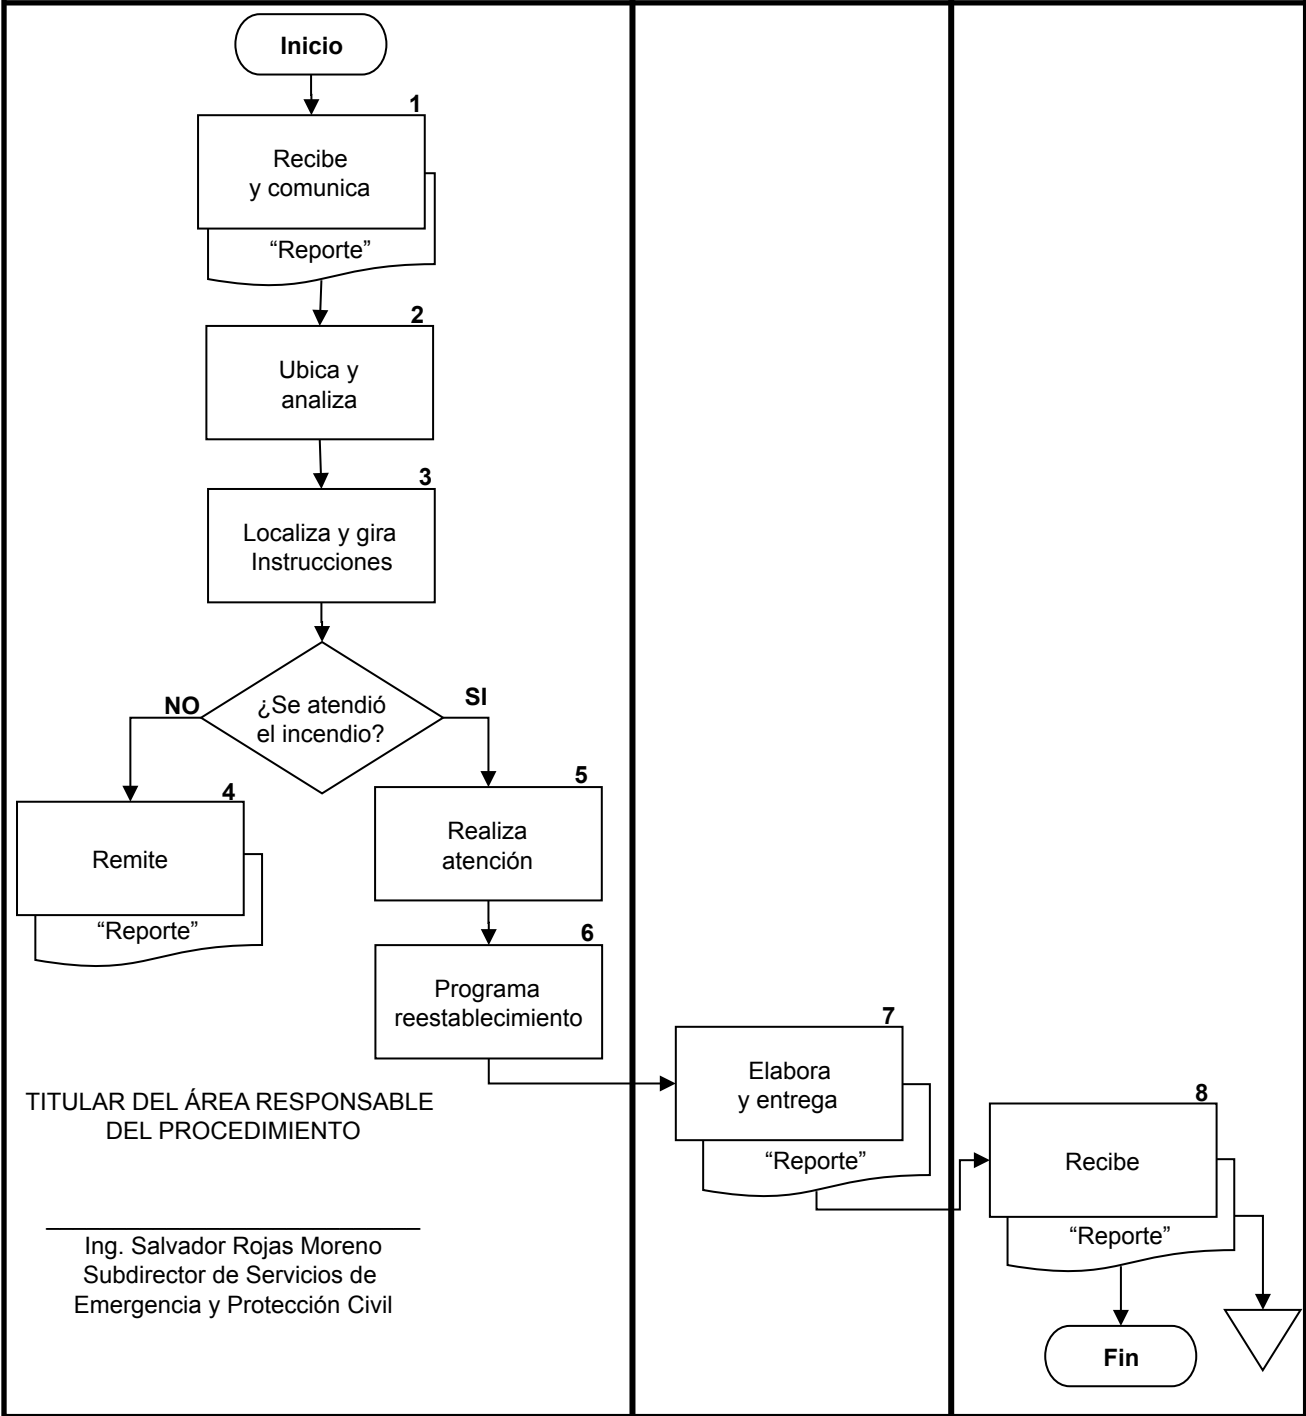 Inicio
1
Recibe
y comunica
“Reporte”
2
Ubica y
analiza
3
Localiza y gira
Instrucciones
¿Se atendió
el incendio?
NO
SI
4
Remite
“Reporte”
5
Realiza
atención
6
Programa
reestablecimiento
7
Elabora
y entrega
“Reporte”
8
Recibe
“Reporte”
Fin
TITULAR DEL ÁREA RESPONSABLE
DEL PROCEDIMIENTO
Ing. Salvador Rojas Moreno
Subdirector de Servicios de
Emergencia y Protección Civil